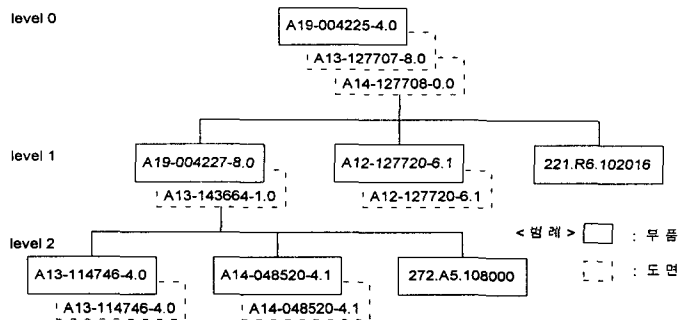 level 0
A19-004225-4.0
A13-127707-8.0
A14-127708-0.0
level 1
A19-004227-8.0
A13-143664-1.0
A12-127720-6.1
A12-127720-6.1
221.R6.102016
level 2
A13-114746-4.0
A13-114746-4.0
A14-048520-4.1
A14-048520-4.1
272.A5.108000
< 범 례 > : 부 품
: 도 면